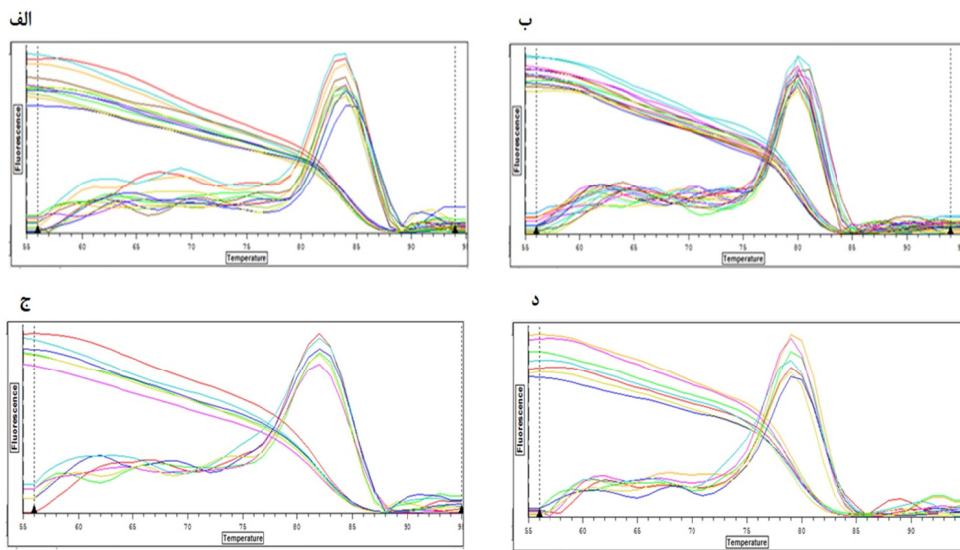 الف
ب
Fluorescence
Fluorescence
55 60 65 70 75 80 85 90 9
55 60 65 70 75 80 85 90
Temperature
Temperature
ج
د
Fluorescence
Fluorescence
55 60 65 70 75 80 85 90 95
55 60 65 70 75 80 85 90
Temperature
Temperature